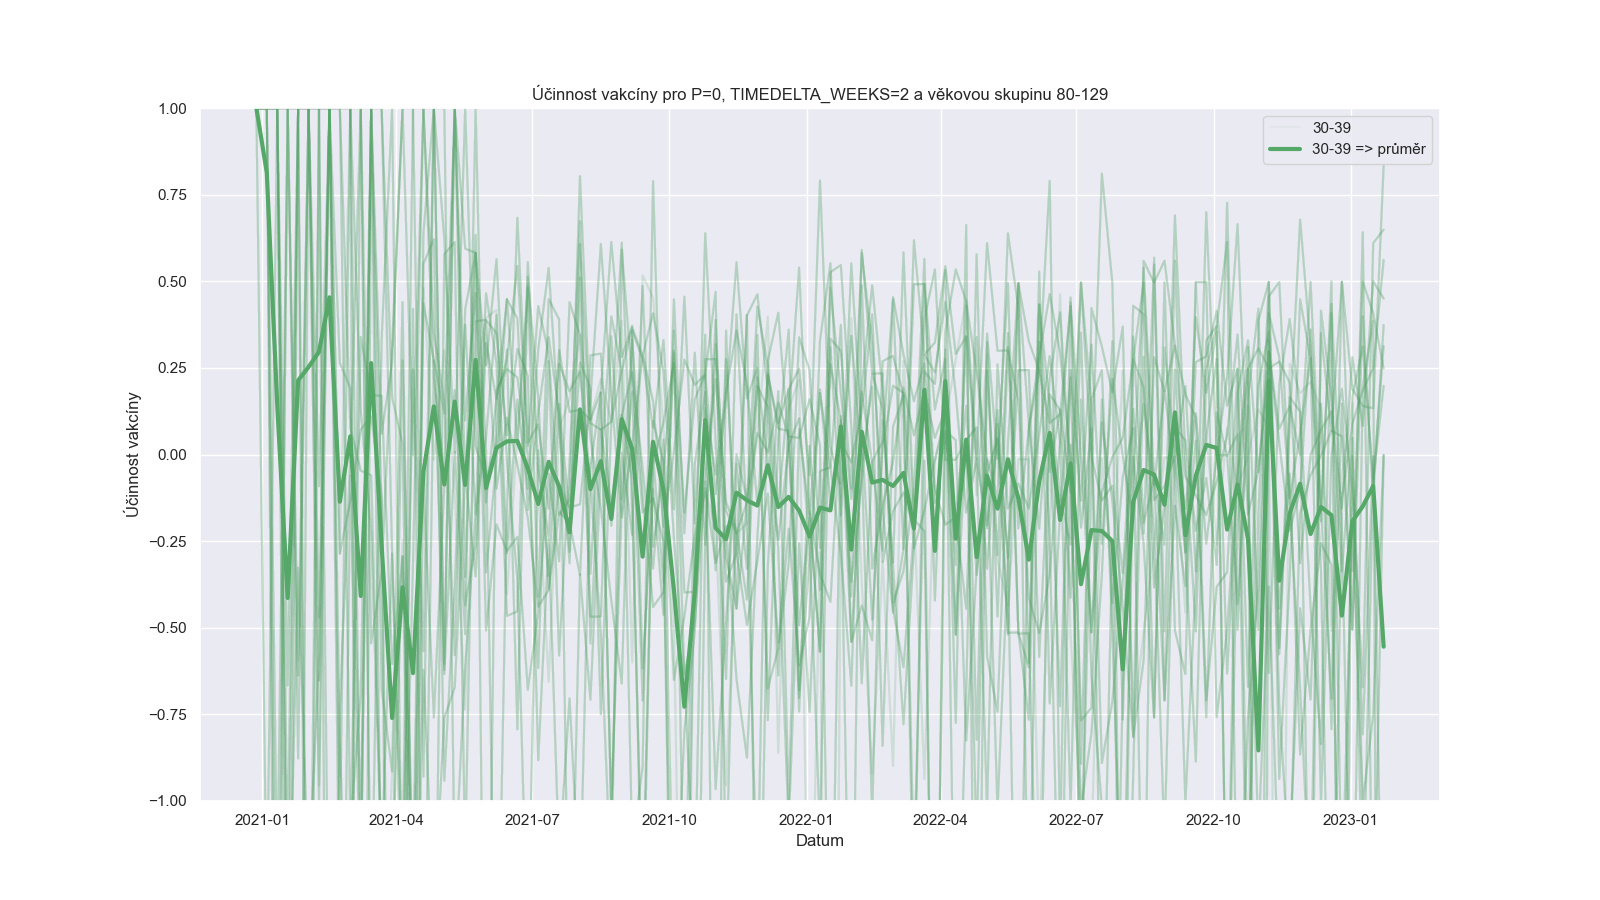 Účinnost vakcíny pro P=0, TIMEDELTA_WEEKS=2 a věkovou skupinu 80-129
30-39
30-39 => průměr
1.00
0.75
0.50
0.25
0.00
−0.25
−0.50
−0.75
−1.00
Účinnost vakcíny
2021-01 2021-04 2021-07 2021-10 2022-01 2022-04 2022-07 2022-10 2023-01
Datum